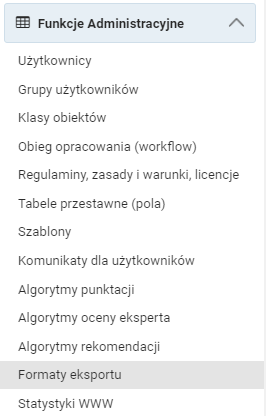 Funkcje Administracyjne
Użytkownicy
Grupy użytkowników
Klasy obiektów
Obieg opracowania (workflow)
Regulaminy, zasady i warunki, licencje
Tabele przestawne (pola)
Szablony
Komunikaty dla użytkowników
Algorytmy punktacji
Algorytmy oceny eksperta
Algorytmy rekomendacji
Formaty eksportu
Statystyki WWW